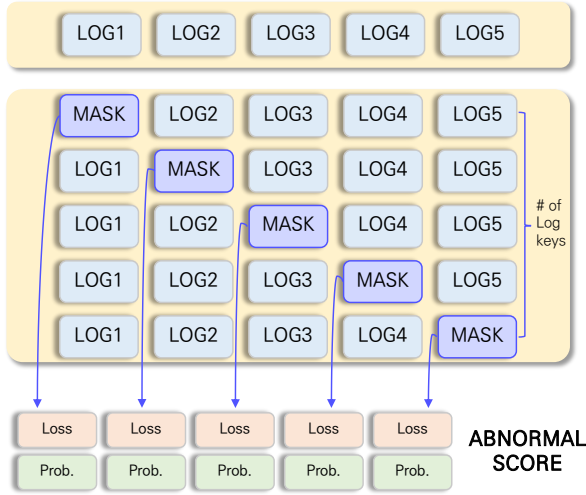 LOG1 LOG2 LOG3 LOG4 LOG5
MASK LOG2 LOG3 LOG4 LOG5
LOG1 MASK LOG3 LOG4 LOG5
LOG1 LOG2 MASK LOG4 LOG5
LOG1 LOG2 LOG3 MASK LOG5
LOG1 LOG2 LOG3 LOG4 MASK
# of
Log
keys
Loss Loss Loss Loss Loss
Prob. Prob. Prob. Prob. Prob.
ABNORMAL
SCORE